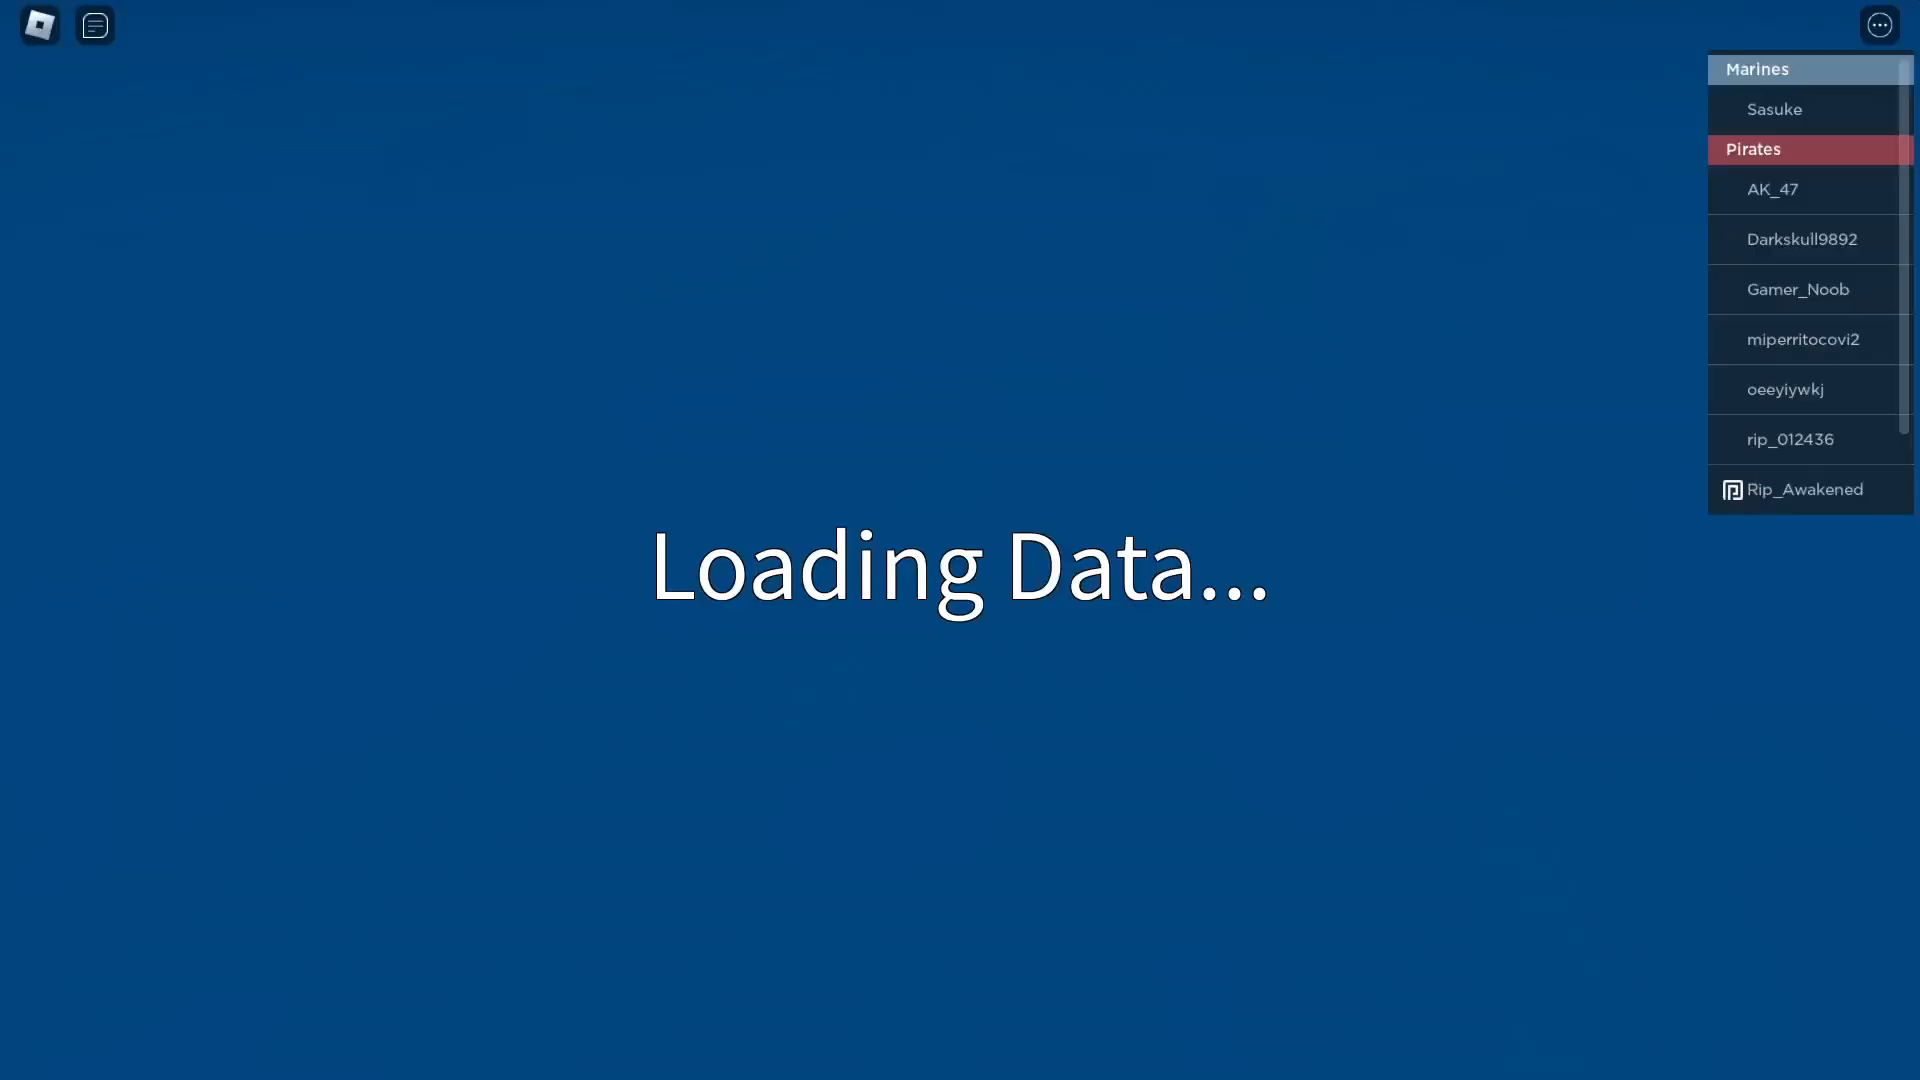 Marines
Sasuke
Pirates
AK_47
Darkskull9892
Gamer_Noob
miperritocovi2
oeeyiywkj
rip_012436
Rip_Awakened
Loading Data...